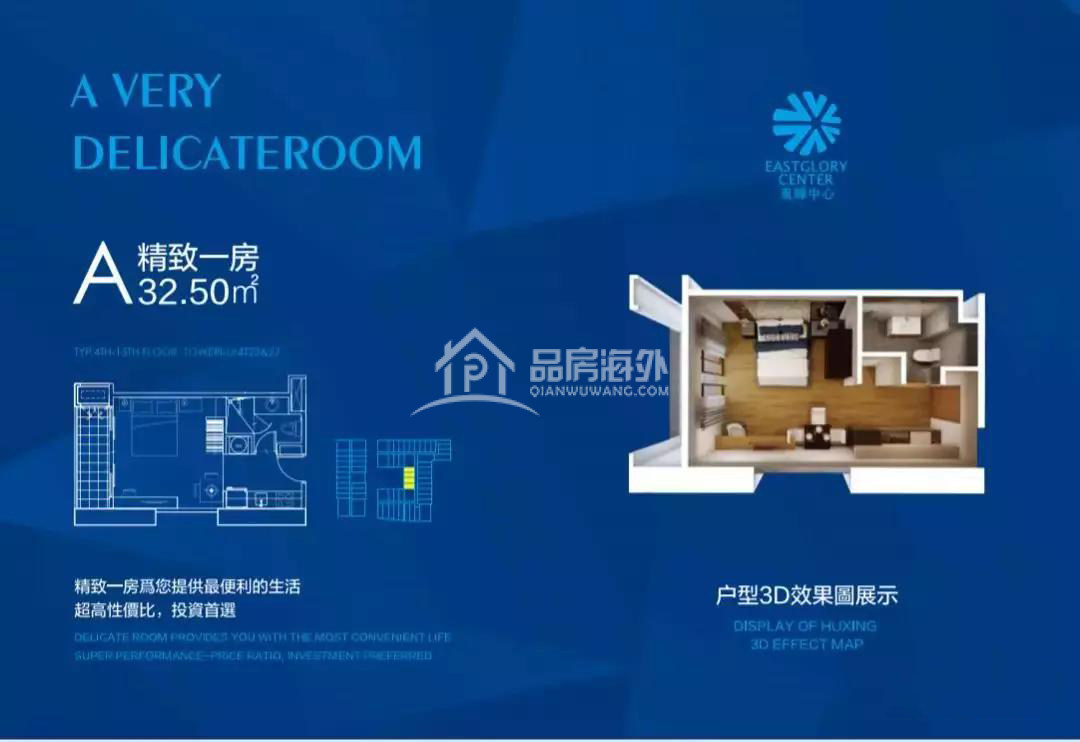 A VERY
DELICATEROOM
EASTGLORY
CENTER
中心
A
精致一房
32.50㎡
品房海外
QIANWUWANG.COM
精致一房爲您提供最便利的生活
超高性價比，投資首選
DELICATE ROOM PROVIDES YOU WITH THE MOST CONVENIENT LIFE
SUPER PERFORMANCE-PRICE RATIO, INVESTMENT PREFERRED
户型3D效果圖展示
DISPLAY OF HUXING
3D EFFECT MAP